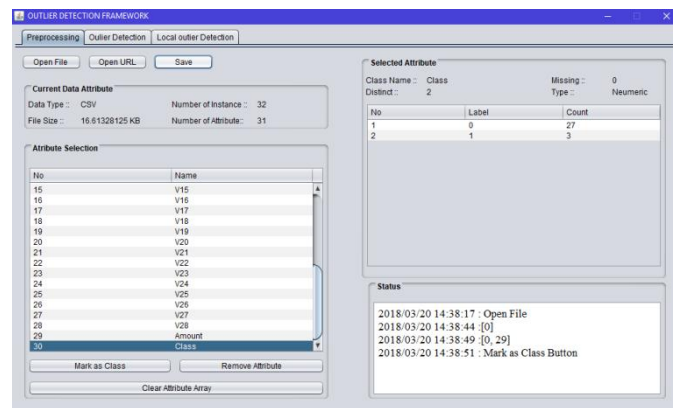 OUTLIER DETECTION FRAMEWORK
Preprocessing Oulier Detection Local outlier Detection
Open File Open URL Save
Current Data Attribute
Data Type :: CSV Number of Instance :: 32
File Size :: 16.61328125 KB Number of Attribute:: 31
Atribute Selection
No Name
15 V15
16 V16
17 V17
18 V18
19 V19
20 V20
21 V21
22 V22
23 V23
24 V24
25 V25
26 V26
27 V27
28 V28
29 Amount
30 Class
Mark as Class Remove Attribute
Clear Attribute Array
Selected Attribute
Class Name :: Class Missing :: 0
Distinct :: 2 Type :: Neumeric
No Label Count
1 0 27
2 1 3
Status
2018/03/20 14:38:17 : Open File
2018/03/20 14:38:44 :[0]
2018/03/20 14:38:49 :[0, 29]
2018/03/20 14:38:51 : Mark as Class Button